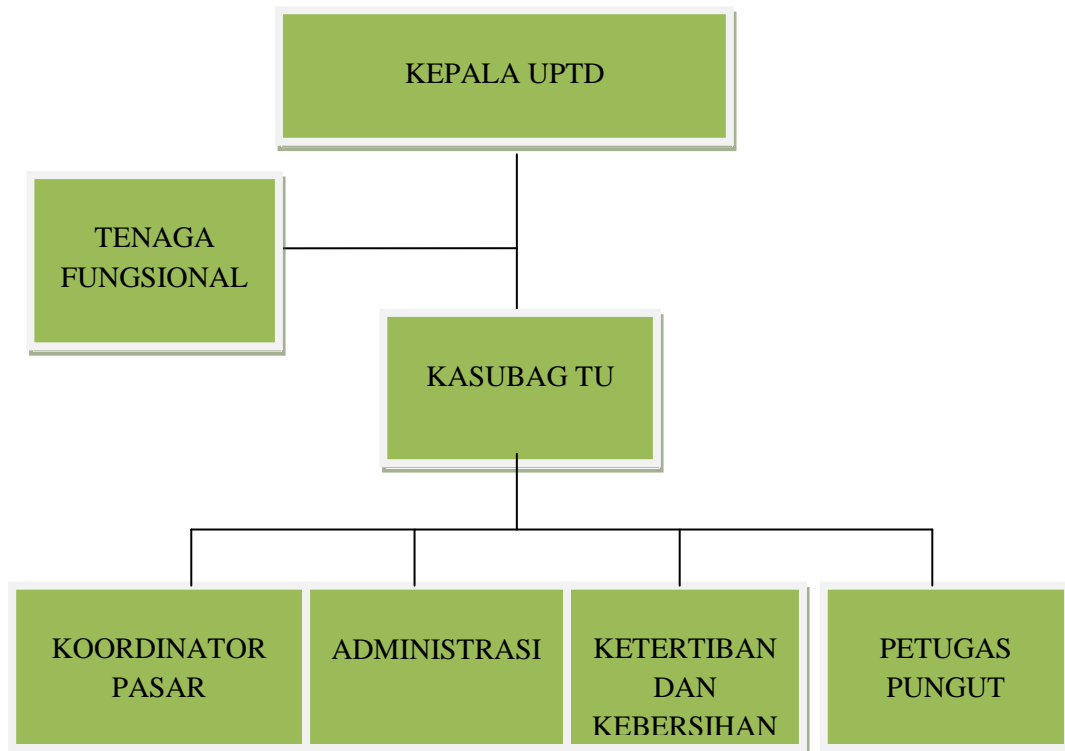 KEPALA UPTD
TENAGA
FUNGSIONAL
KASUBAG TU
KOORDINATOR
PASAR
ADMINISTRASI
KETERTIBAN
DAN
KEBERSIHAN
PETUGAS
PUNGUT